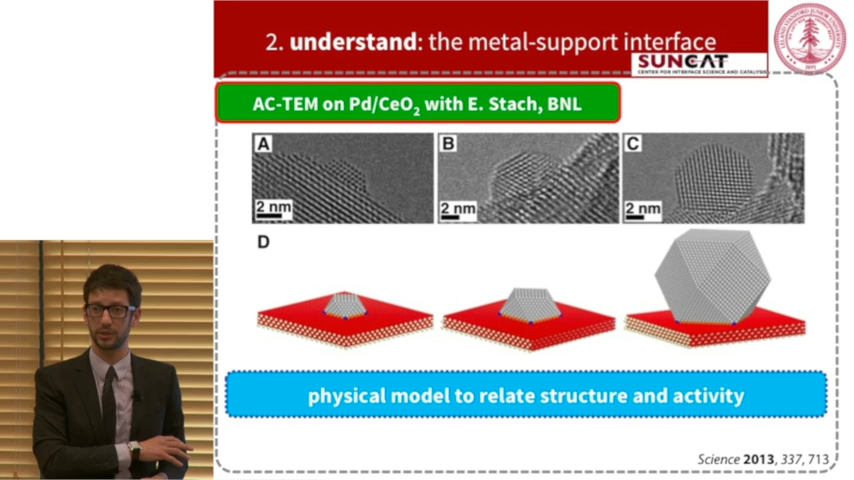 2. understand: the metal-support interface
SUNCAT
CENTER FOR INTERFACE SCIENCE AND CATALYSIS
AC-TEM on Pd/CeO₂ with E. Stach, BNL
A
B
C
2 nm
2 nm
2 nm
D
physical model to relate structure and activity
Science 2013, 337, 713